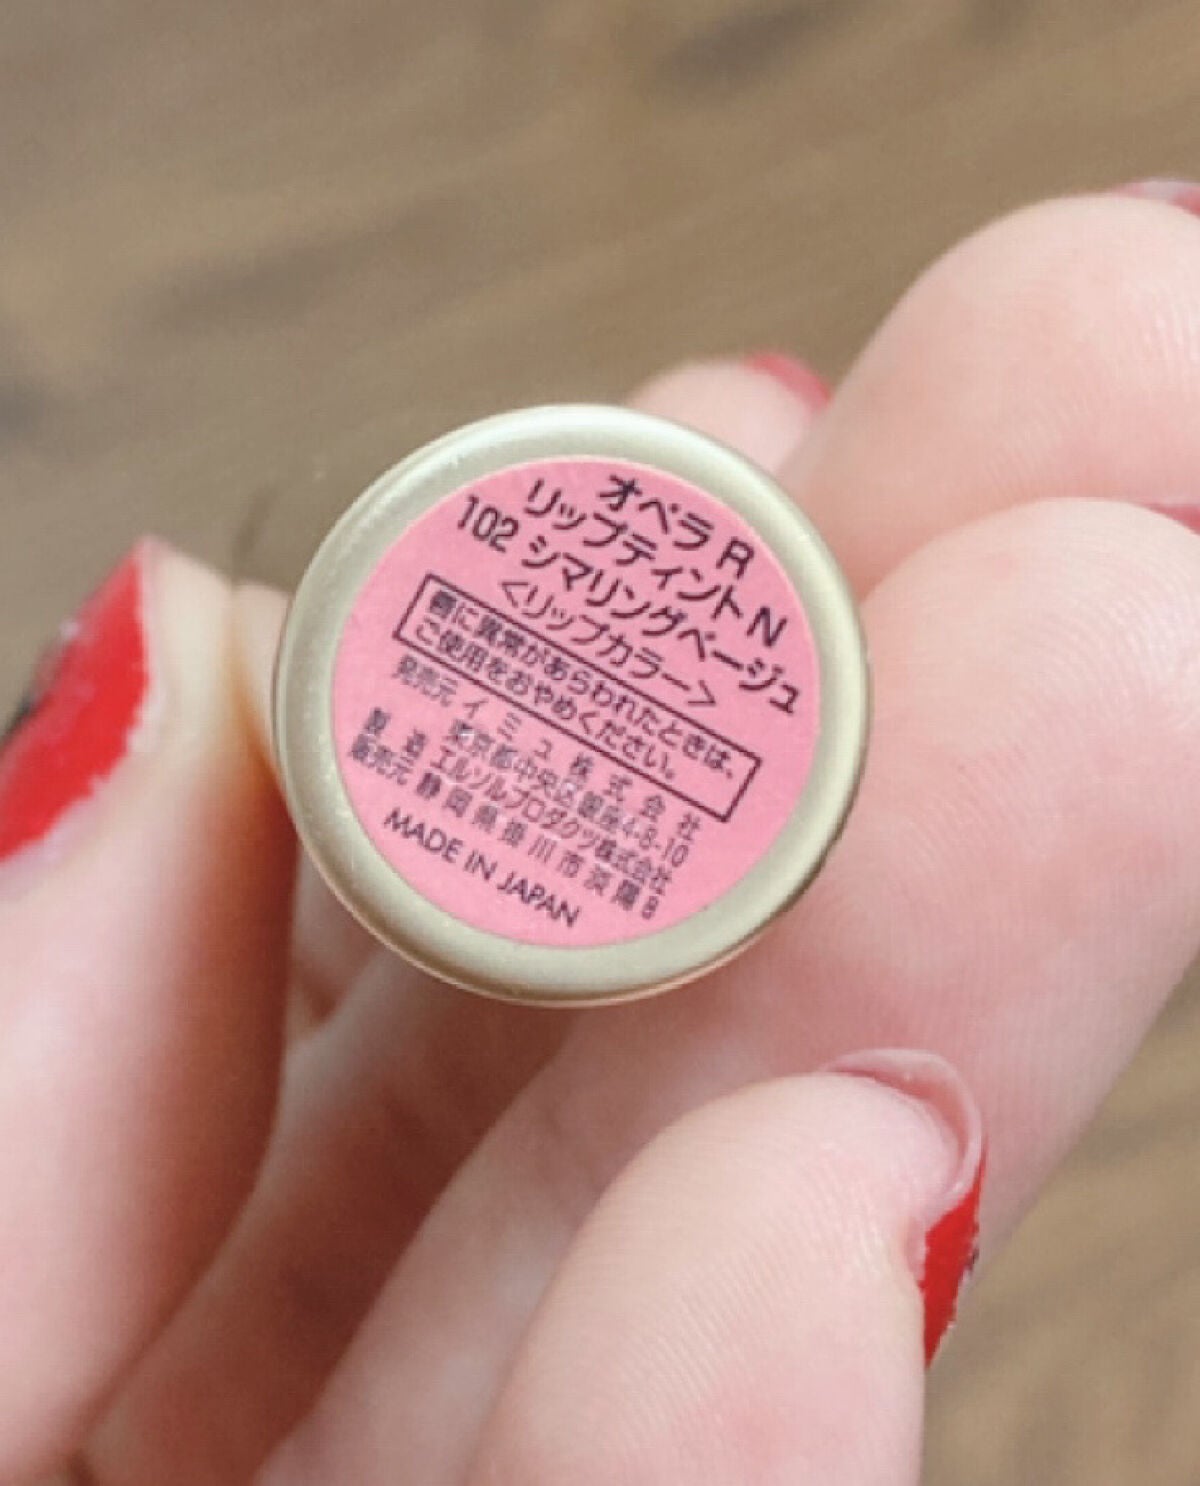 オペラ R
リップティント N
102 シマリングベージュ
<リップカラー>
唇に異常があらわれたときは、
ご使用をおやめください。
発売元 イミュ株式会社
東京都中央区銀座4-8-10
製造 エルソルプロダクツ株式会社
販売元 静岡県掛川市淡陽8
MADE IN JAPAN